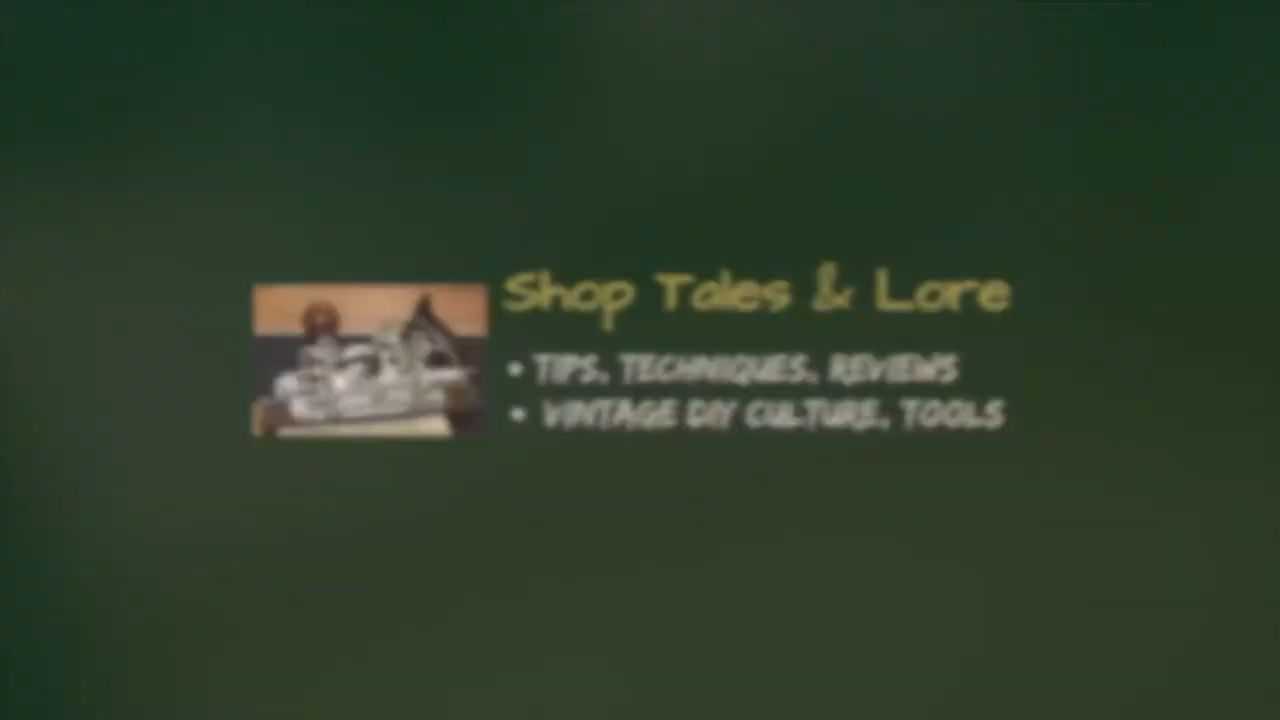 Shop Tales & Lore
• TIPS, TECHNIQUES, REVIEWS
• VINTAGE DIY CULTURE, TOOLS